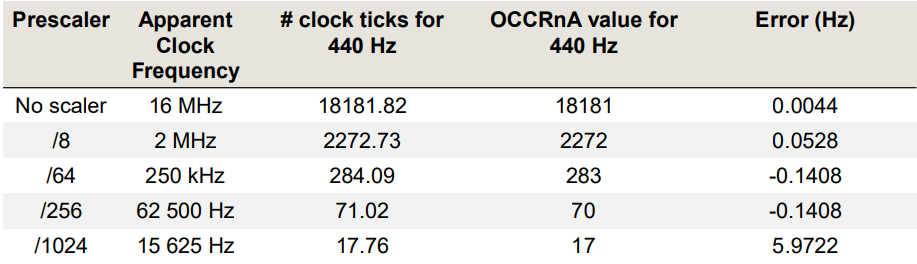 Prescaler Apparent Clock Frequency # clock ticks for 440 Hz OCCRnA value for 440 Hz Error (Hz)
No scaler 16 MHz 18181.82 18181 0.0044
/8 2 MHz 2272.73 2272 0.0528
/64 250 kHz 284.09 283 -0.1408
/256 62 500 Hz 71.02 70 -0.1408
/1024 15 625 Hz 17.76 17 5.9722